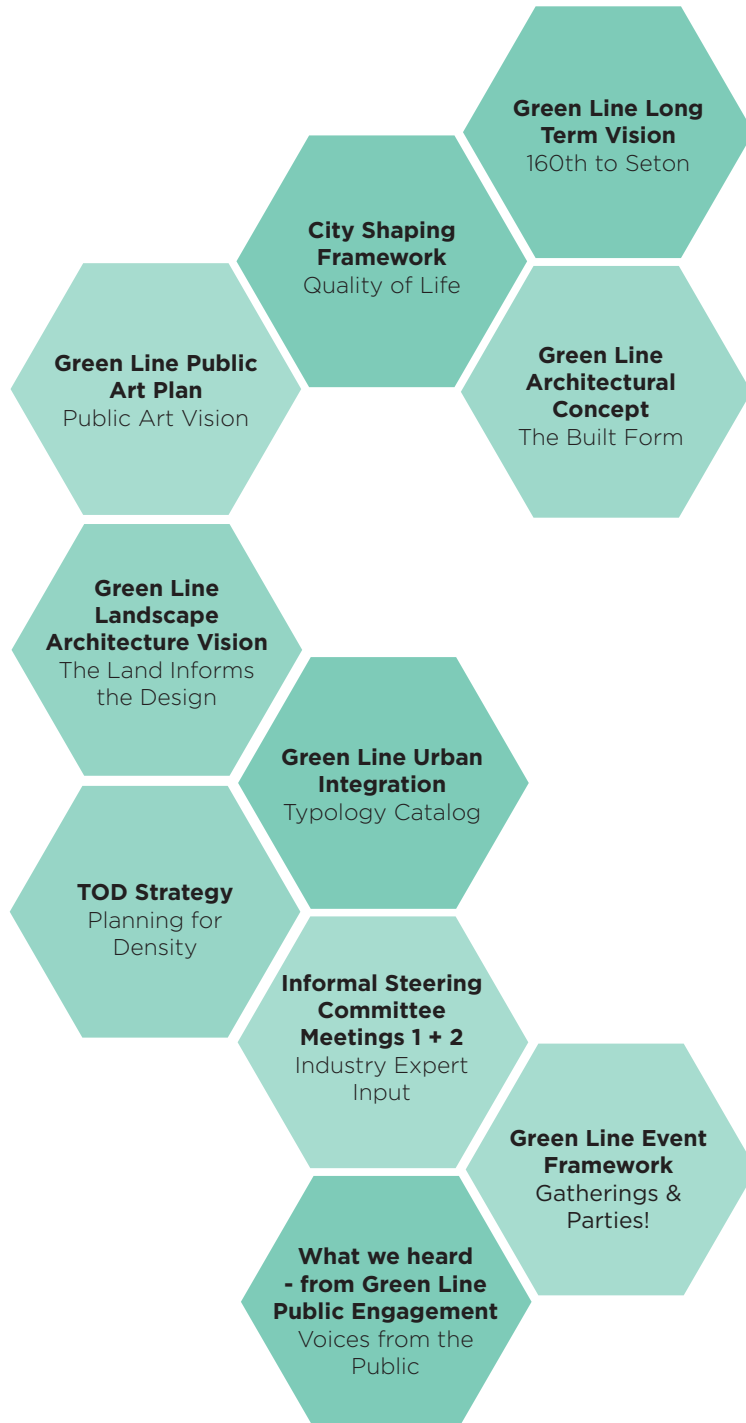 Green Line Long
Term Vision
160th to Seton
City Shaping
Framework
Quality of Life
Green Line Public
Art Plan
Public Art Vision
Green Line
Architectural
Concept
The Built Form
Green Line
Landscape
Architecture Vision
The Land Informs
the Design
Green Line Urban
Integration
Typology Catalog
TOD Strategy
Planning for
Density
Informal Steering
Committee
Meetings 1 + 2
Industry Expert
Input
Green Line Event
Framework
Gatherings &
Parties!
What we heard
- from Green Line
Public Engagement
Voices from the
Public